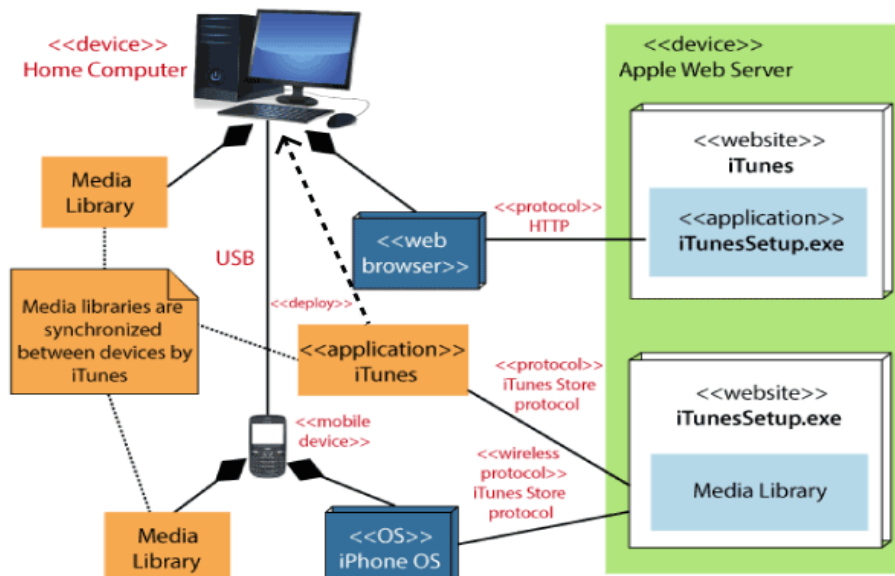 <<device>>
Home Computer
<<device>>
Apple Web Server
<<website>>
iTunes
<<application>>
iTunesSetup.exe
Media
Library
<<protocol>>
HTTP
<<web
browser>>
USB
<<deploy>>
Media libraries are
synchronized
between devices by
iTunes
<<application>>
iTunes
<<protocol>>
iTunes Store
protocol
<<website>>
iTunesSetup.exe
Media Library
<<mobile
device>>
<<wireless
protocol>>
iTunes Store
protocol
Media
Library
<<OS>>
iPhone OS